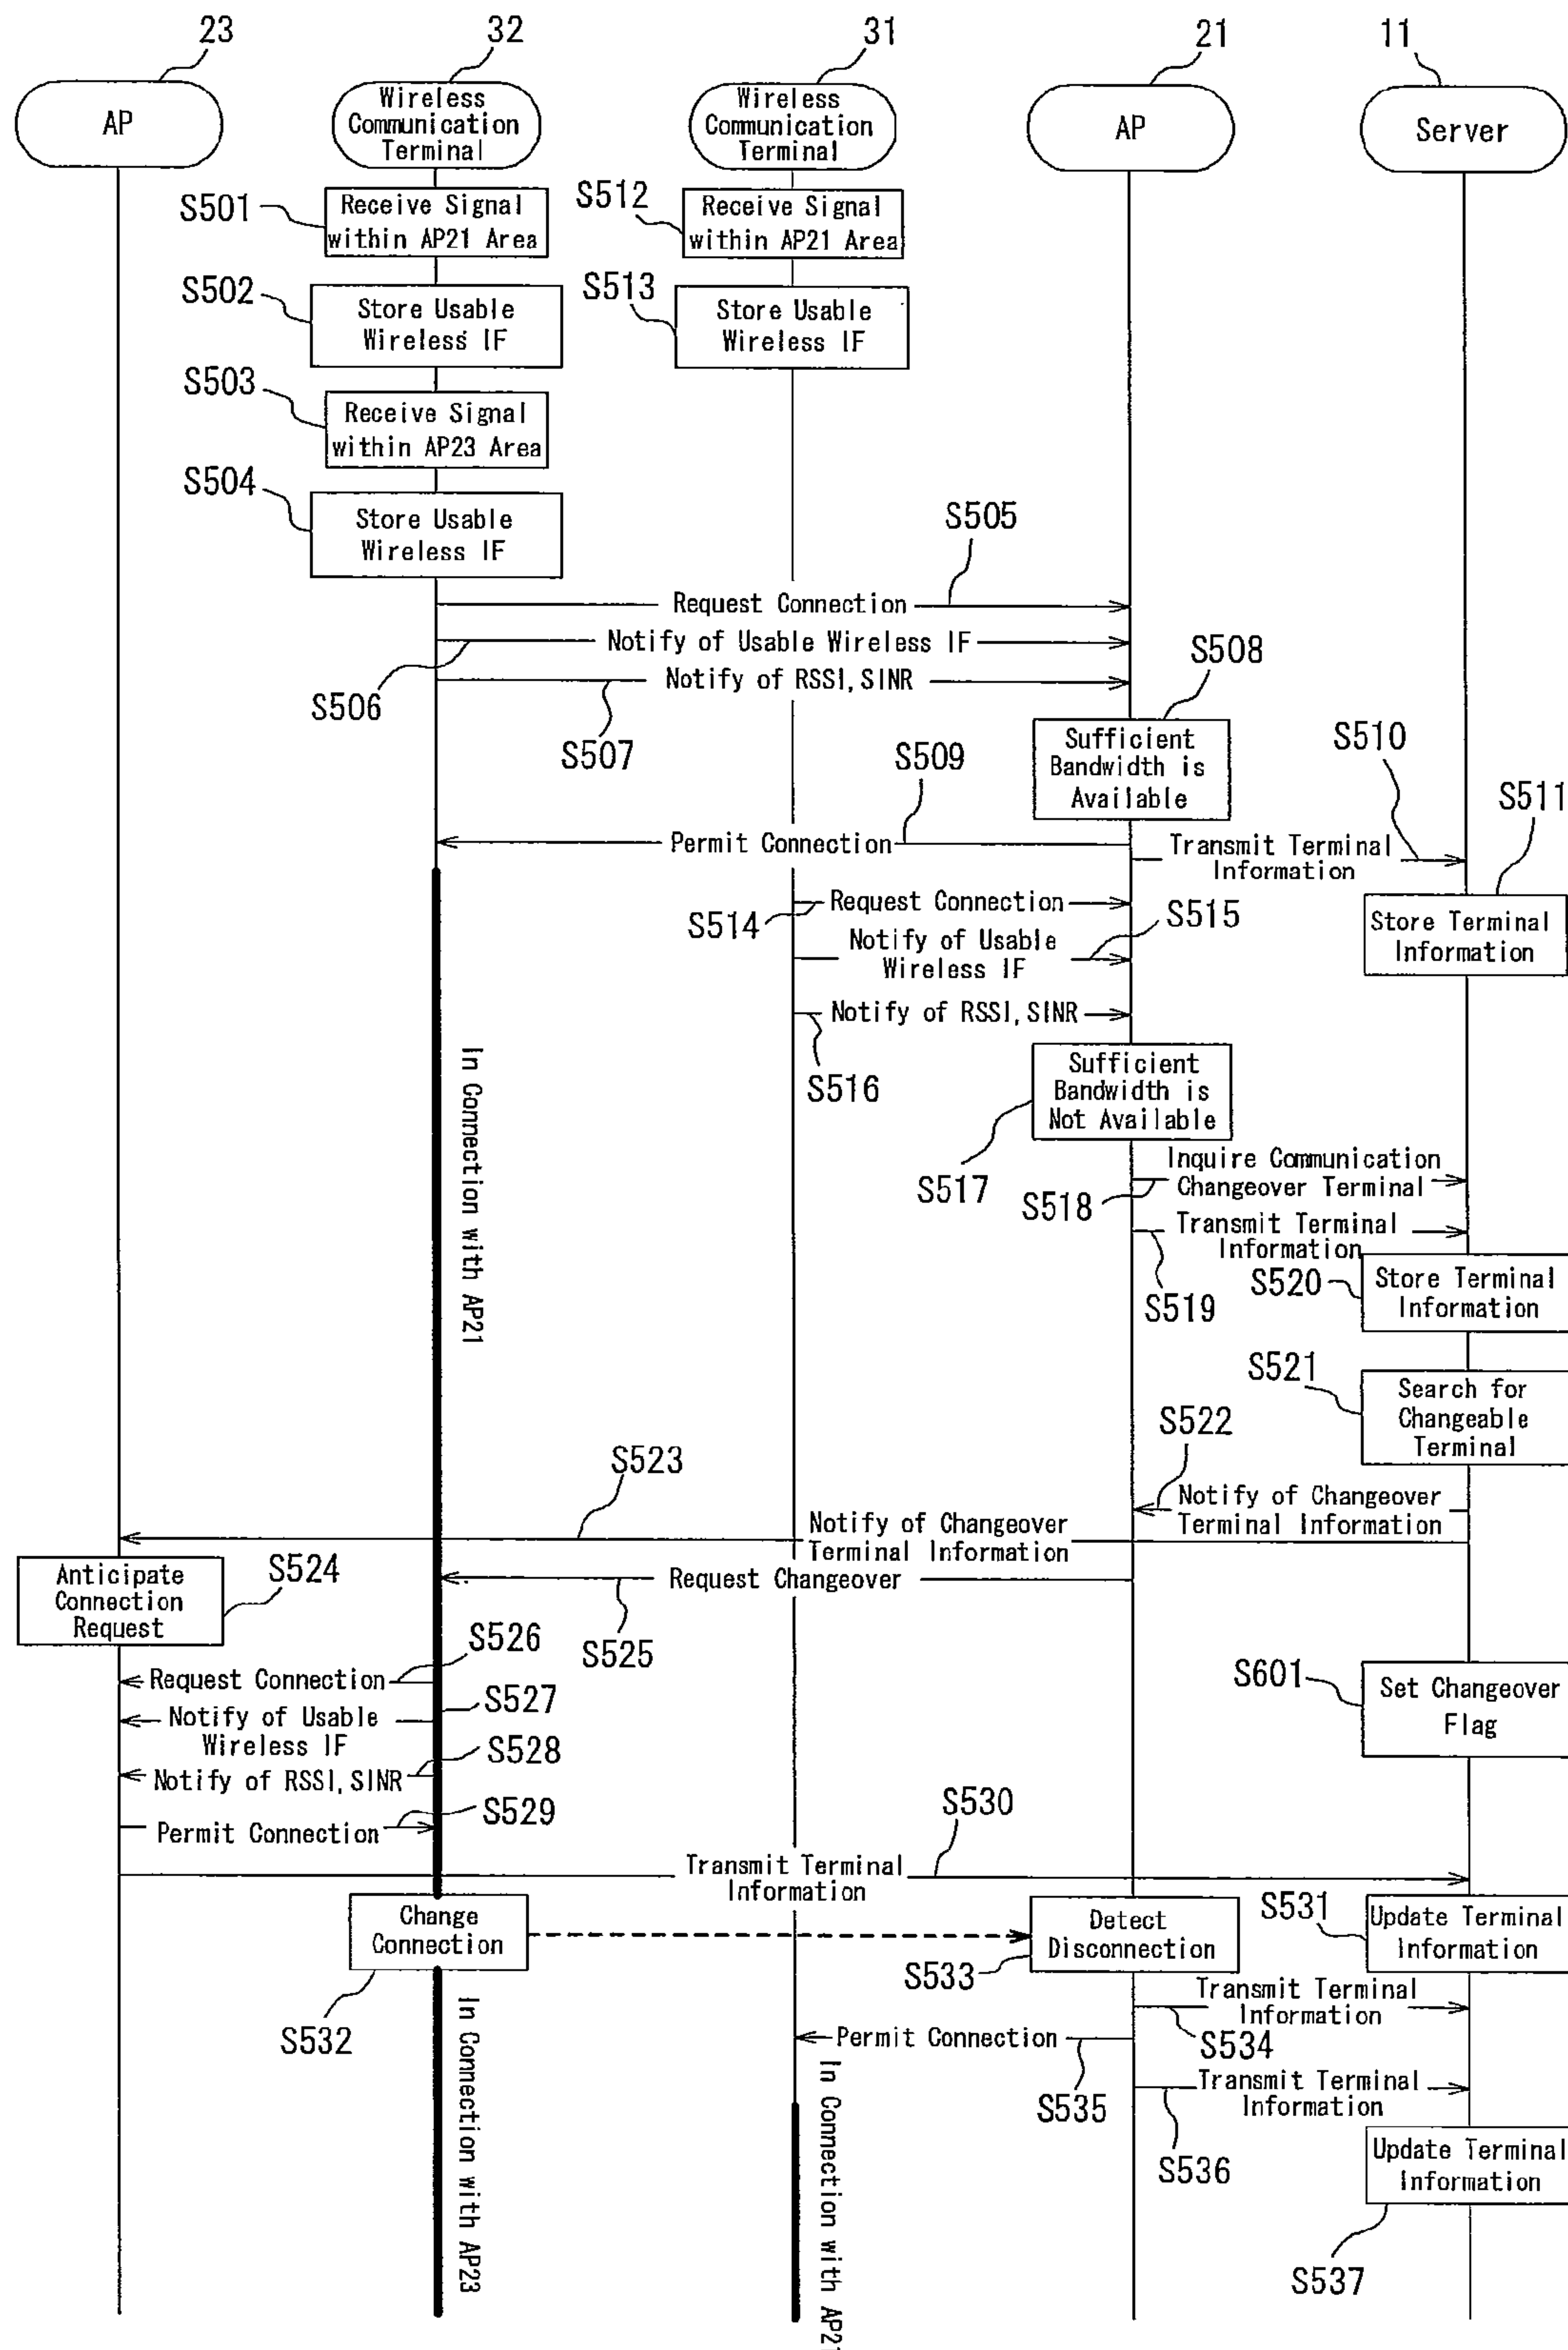 23
32
31
21
11
AP
Wireless
Communication
Terminal
Wireless
Communication
Terminal
AP
Server
S501
Receive Signal
within AP21 Area
S512
Receive Signal
within AP21 Area
S502
Store Usable
Wireless IF
S513
Store Usable
Wireless IF
S503
Receive Signal
within AP23 Area
S504
Store Usable
Wireless IF
S505
Request Connection
Notify of Usable Wireless IF
S506
Notify of RSSI, SINR
S507
S508
Sufficient
Bandwidth is
Available
S509
Permit Connection
S510
Transmit Terminal
Information
S511
Store Terminal
Information
S514
Request Connection
S515
Notify of Usable
Wireless IF
Notify of RSSI, SINR
S516
In Connection with AP21
Sufficient
Bandwidth is
Not Available
S517
Inquire Communication
Changeover Terminal
S518
Transmit Terminal
Information
S519
S520
Store Terminal
Information
S521
Search for
Changeable
Terminal
S522
Notify of Changeover
Terminal Information
S523
Notify of Changeover
Terminal Information
Anticipate
Connection
Request
S524
Request Changeover
S525
S526
Request Connection
S527
Notify of Usable
Wireless IF
S528
Notify of RSSI, SINR
S529
Permit Connection
S601
Set Changeover
Flag
S530
Transmit Terminal
Information
Change
Connection
S532
Detect
Disconnection
S533
S531
Update Terminal
Information
Transmit Terminal
Information
S534
Permit Connection
S535
Transmit Terminal
Information
S536
Update Terminal
Information
S537
In Connection with AP23
In Connection with AP21